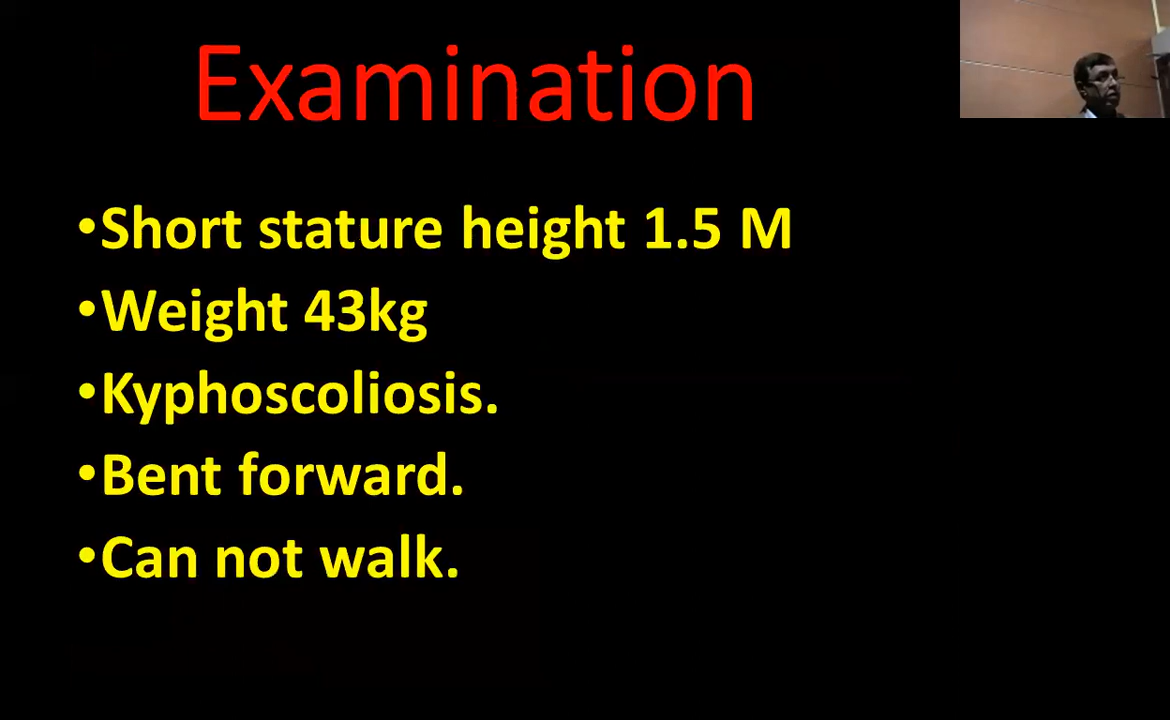 Examination
•Short stature height 1.5 M
•Weight 43kg
•Kyphoscoliosis.
•Bent forward.
•Can not walk.